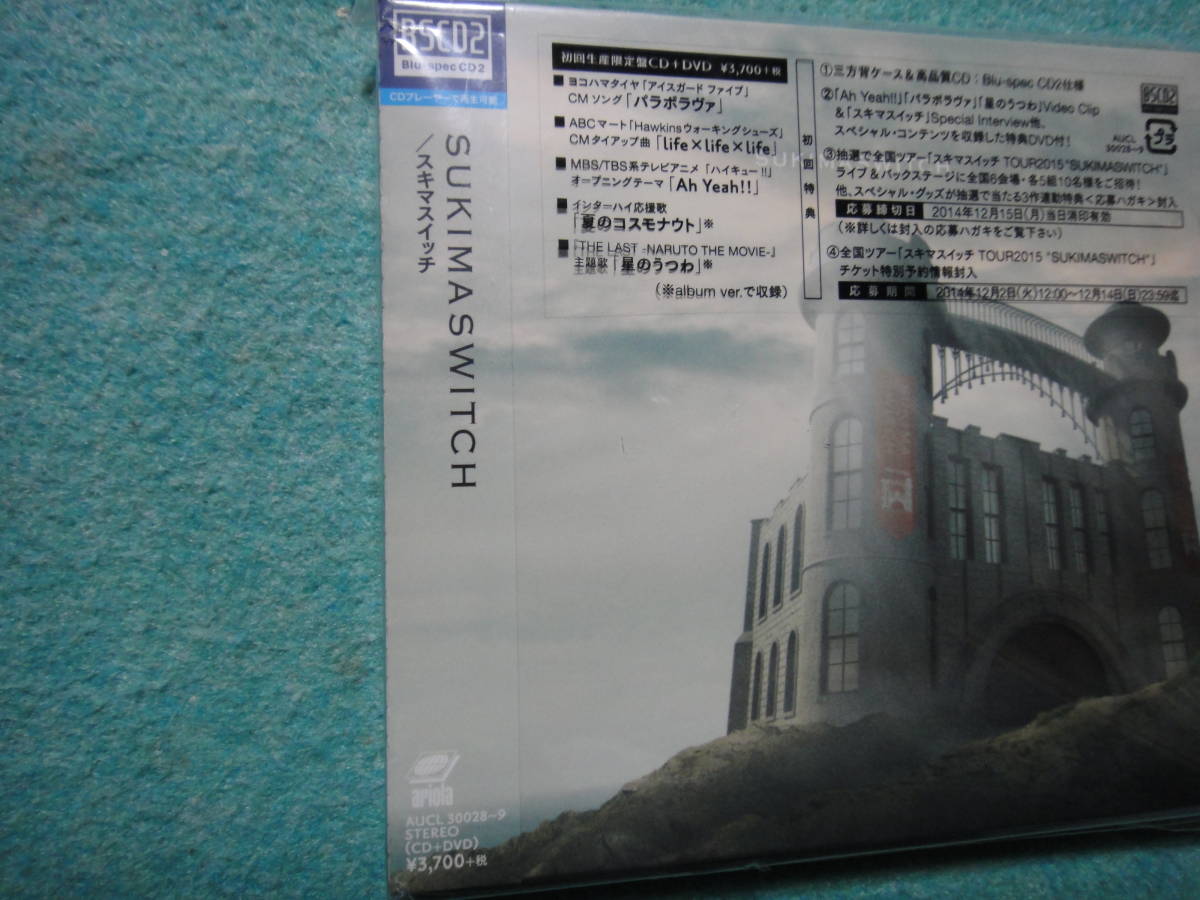 BSCD2
Blu-spec CD2
CDプレーヤーで再生可能
SUKIMASWITCH
／スキマスイッチ
ariola
AUCL 30028~9
STEREO
(CD+DVD)
¥3,700+税
初回生産限定盤CD+DVD ¥3,700+税
■ヨコハマタイヤ「アイスガード ファイブ」
CMソング「パラボラヴァ」
■ABCマート「Hawkinsウォーキングシューズ」
CMタイアップ曲「life×life×life」
■MBS/TBS系テレビアニメ「ハイキュー!!」
オープニングテーマ「Ah Yeah!!」
■インターハイ応援歌
「夏のコスモナウト」※
■「THE LAST -NARUTO THE MOVIE-」
主題歌「星のうつわ」※
(※album ver.で収録)
初回特典
①三方背ケース&高品質CD:Blu-spec CD2仕様
②「Ah Yeah!!」「パラボラヴァ」「星のうつわ」Video Clip
&「スキマスイッチ」Special Interview他、
スペシャル・コンテンツを収録した特典DVD付!
③抽選で全国ツアー「スキマスイッチ TOUR2015 "SUKIMASWITCH"」
ライブ&バックステージに全国6会場・各5組10名様をご招待!
他、スペシャル・グッズが抽選で当たる3作連動特典<応募ハガキ>封入
応募締切日 2014年12月15日(月)当日消印有効
(※詳しくは封入の応募ハガキをご覧下さい)
④全国ツアー「スキマスイッチ TOUR2015 "SUKIMASWITCH"」
チケット特別予約情報封入
応募期間 2014年12月2日(火)12:00~12月14日(日)23:59迄
BSCD2
AUCL
30028~9
プラ
SUKIMASWITCH